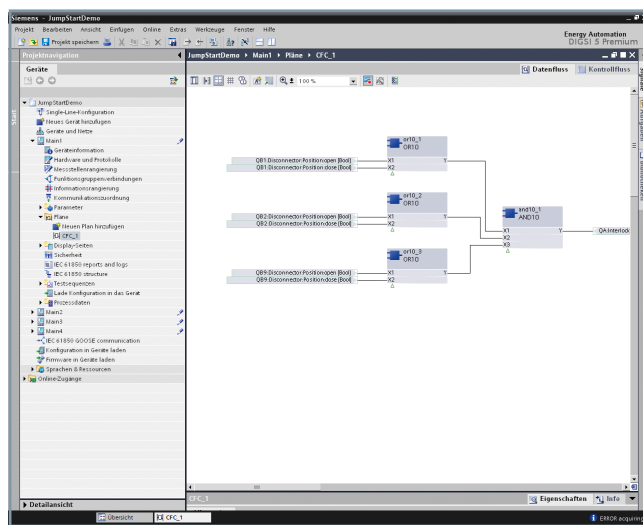 Siemens - JumpStartDemo
Projekt Bearbeiten Ansicht Einfügen Online Extras Werkzeuge Fenster Hilfe
Projekt speichern
Energy Automation
DIGSI 5 Premium
Projektnavigation
JumpStartDemo Main1 Pläne CFC_1
Geräte
Datenfluss
Kontrollfluss
100 %
Start
JumpStartDemo
Single-Line-Konfiguration
Neues Gerät hinzufügen
Geräte und Netze
Main1
Geräteinformation
Hardware und Protokolle
Messstellenrangierung
Funktionsgruppenverbindungen
Informationsrangierung
Kommunikationszuordnung
Parameter
Pläne
Neuen Plan hinzufügen
CFC_1
Display-Seiten
Sicherheit
IEC 61850 reports and logs
IEC 61850 structure
Testsequenzen
Lade Konfiguration in das Gerät
Prozessdaten
Main2
Main3
Main4
IEC 61850 GOOSE communication
Konfiguration in Geräte laden
Firmware in Geräte laden
Sprachen & Ressourcen
Online-Zugänge
or10_1
OR10
QB1:Disconnector:Position:open (Bool)
X1
Y
QB1:Disconnector:Position:close (Bool)
X2
or10_2
OR10
QB2:Disconnector:Position:open (Bool)
X1
Y
QB2:Disconnector:Position:close (Bool)
X2
or10_3
OR10
QB9:Disconnector:Position:open (Bool)
X1
Y
QB9:Disconnector:Position:close (Bool)
X2
and10_1
AND10
X1
Y
X2
X3
QA:Interlock
CFC_1
Eigenschaften
Info
Detailansicht
Übersicht
CFC_1
ERROR acquiring